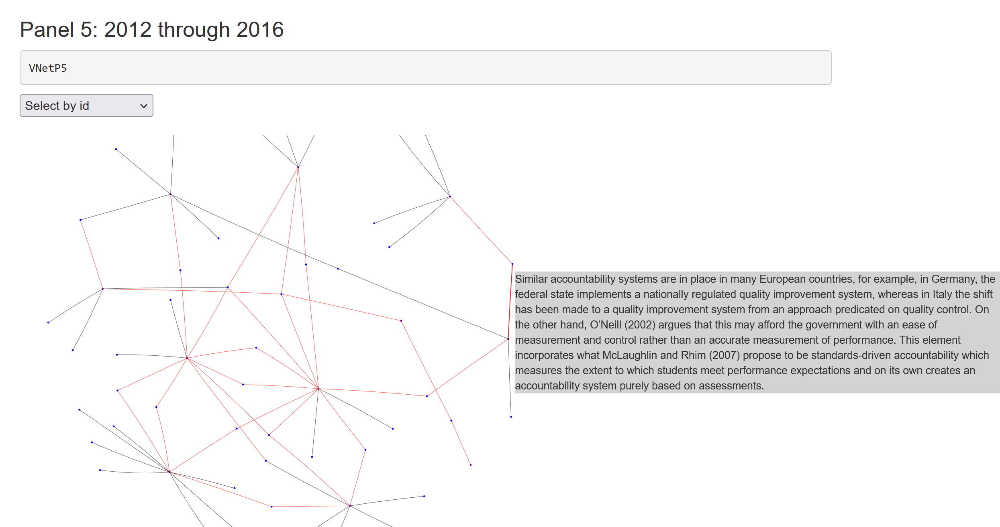 Panel 5: 2012 through 2016
VNetP5
Select by id
Similar accountability systems are in place in many European countries, for example, in Germany, the
federal state implements a nationally regulated quality improvement system, whereas in Italy the shift
has been made to a quality improvement system from an approach predicated on quality control. On
the other hand, O’Neill (2002) argues that this may afford the government with an ease of
measurement and control rather than an accurate measurement of performance. This element
incorporates what McLaughlin and Rhim (2007) propose to be standards-driven accountability which
measures the extent to which students meet performance expectations and on its own creates an
accountability system purely based on assessments.